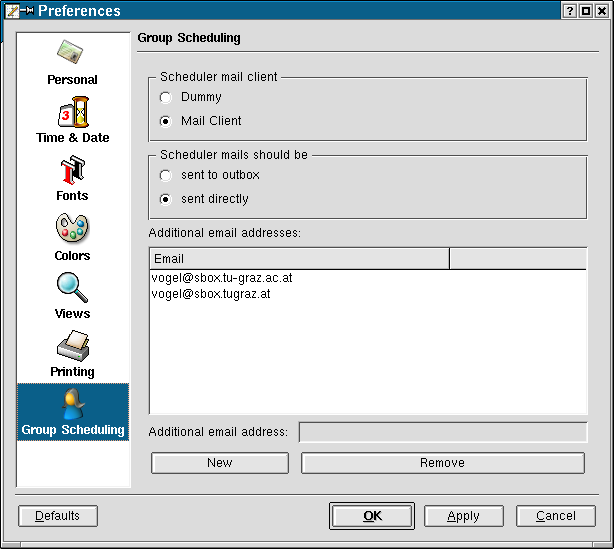 Preferences
Personal
3
Time & Date
Fonts
Colors
Views
Printing
Group Scheduling
Group Scheduling
Scheduler mail client
Dummy
Mail Client
Scheduler mails should be
sent to outbox
sent directly
Additional email addresses:
Email
vogel@sbox.tu-graz.ac.at
vogel@sbox.tugraz.at
Additional email address:
New Remove
Defaults OK Apply Cancel